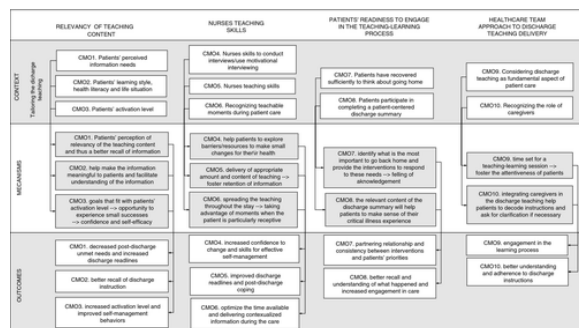 RELEVANCY OF TEACHING
CONTENT
NURSES TEACHING
SKILLS
PATIENTS' READINESS TO ENGAGE
IN THE TEACHING-LEARNING
PROCESS
HEALTHCARE TEAM
APPROACH TO DISCHARGE
TEACHING DELIVERY
CONTEXT
Tailoring the discharge
teaching
CMO1. Patients' perceived
information needs
CMO2. Patients' learning style,
health literacy and life situation
CMO3. Patients' activation level
CMO4. Nurses skills to conduct
interviews/use motivational
interviewing
CMO5. Nurses teaching skills
CMO6. Recognizing teachable
moments during patient care
CMO7. Patients have recovered
sufficiently to think about going home
CMO8. Patients participate in
completing a patient-centered
discharge summary
CMO9. Considering discharge
teaching as fundamental aspect of
patient care
CMO10. Recognizing the role of
caregivers
MECHANISMS
CMO1. Patients' perception of
relevancy of the teaching content
and thus a better recall of information
CMO2. help make the information
meaningful to patients and facilitate
understanding of the information
CMO3. goals that fit with patients'
activation level --> opportunity to
experience small successes
--> confidence and self-efficacy
CMO4. help patients to explore
barriers/resources to make small
changes for their/n health
CMO5. delivery of appropriate
amount and content of teaching -->
foster retention of information
CMO6. spreading the teaching
throughout the stay --> taking
advantage of moments when the
patient is particularly receptive
CMO7. identify what is the most
important to go back home and
provide the interventions to respond
to these needs --> felling of
aknowledgement
CMO8. the relevant content of
the discharge summary will help
patients to make sense of their
critical illness experience
CMO9. time set for a
teaching-learning session -->
foster the attentiveness of patients
CMO10. integrating caregivers in
the discharge teaching help
patients to decode instructions and
ask for clarification if necessary
OUTCOMES
CMO1. decreased post-discharge
unmet needs and increased
discharge readiness
CMO2. better recall of discharge
instruction
CMO3. increased activation level
and improved self-management
behaviors
CMO4. increased confidence to
change and skills for effective
self-management
CMO5. improved discharge
readiness and post-discharge
coping
CMO6. optimize the time available
and delivering contextualized
information during the care
CMO7. partnering relationship and
consistency between interventions
and patients' priorities
CMO8. better recall and
understanding of what happened and
increased engagement in care
CMO9. engagement in the
learning process
CMO10. better understanding
and adherence to discharge
instructions